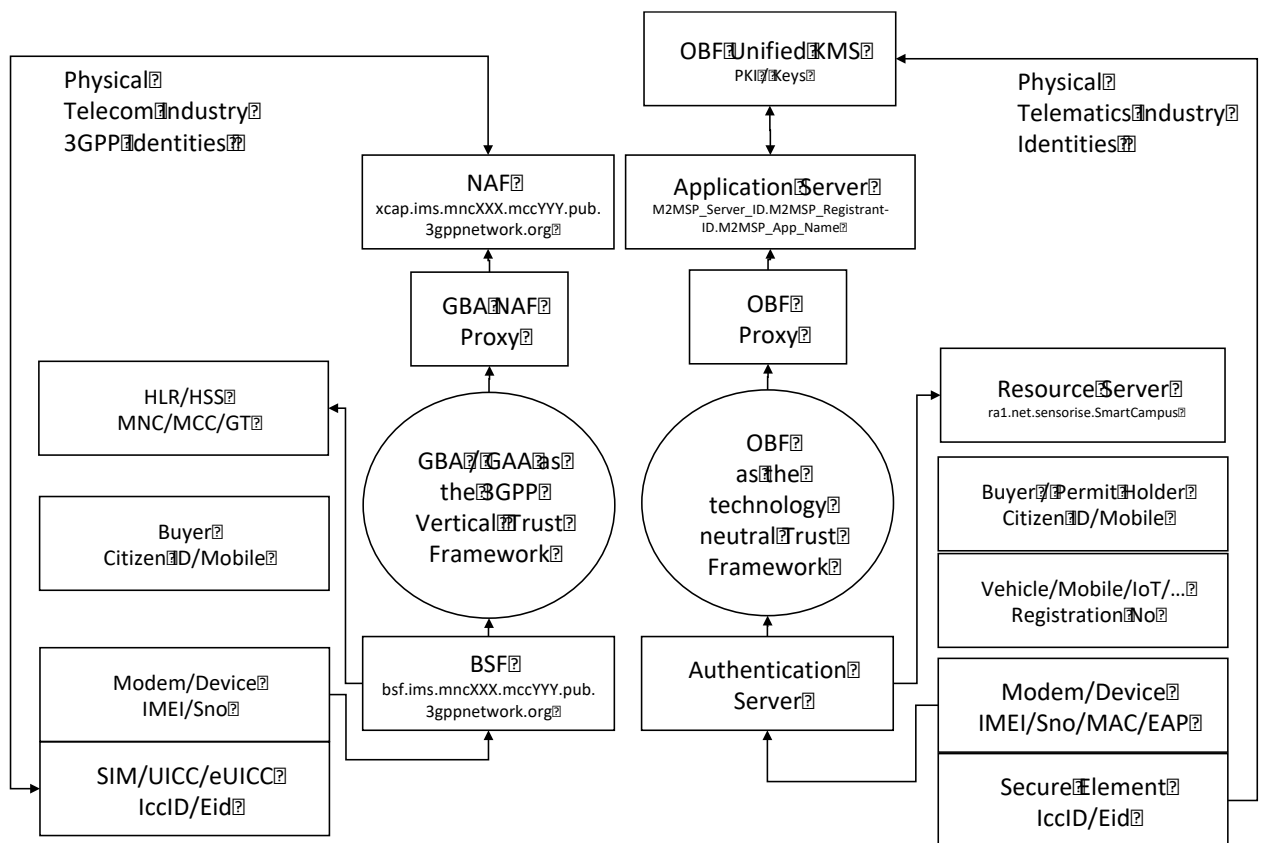 Physical
Telecom Industry
3GPP Identities
OBF Unified KMS
PKI / Keys
Physical
Telematics Industry
Identities
NAF
xcap.ims.mncXXX.mccYYY.pub.
3gppnetwork.org
Application Server
M2MSP_Server_ID.M2MSP_Registrant-
ID.M2MSP_App_Name
GBA NAF
Proxy
OBF
Proxy
HLR/HSS
MNC/MCC/GT
Resource Server
ra1.net.sensorise.SmartCampus
GBA / GAA as
the 3GPP
Vertical Trust
Framework
OBF
as the
technology
neutral Trust
Framework
Buyer
Citizen ID/Mobile
Buyer / Permit Holder
Citizen ID/Mobile
Vehicle/Mobile/IoT/...
Registration No
Modem/Device
IMEI/Sno
BSF
bsf.ims.mncXXX.mccYYY.pub.
3gppnetwork.org
Authentication
Server
Modem/Device
IMEI/Sno/MAC/EAP
SIM/UICC/eUICC
IccID/Eid
Secure Element
IccID/Eid